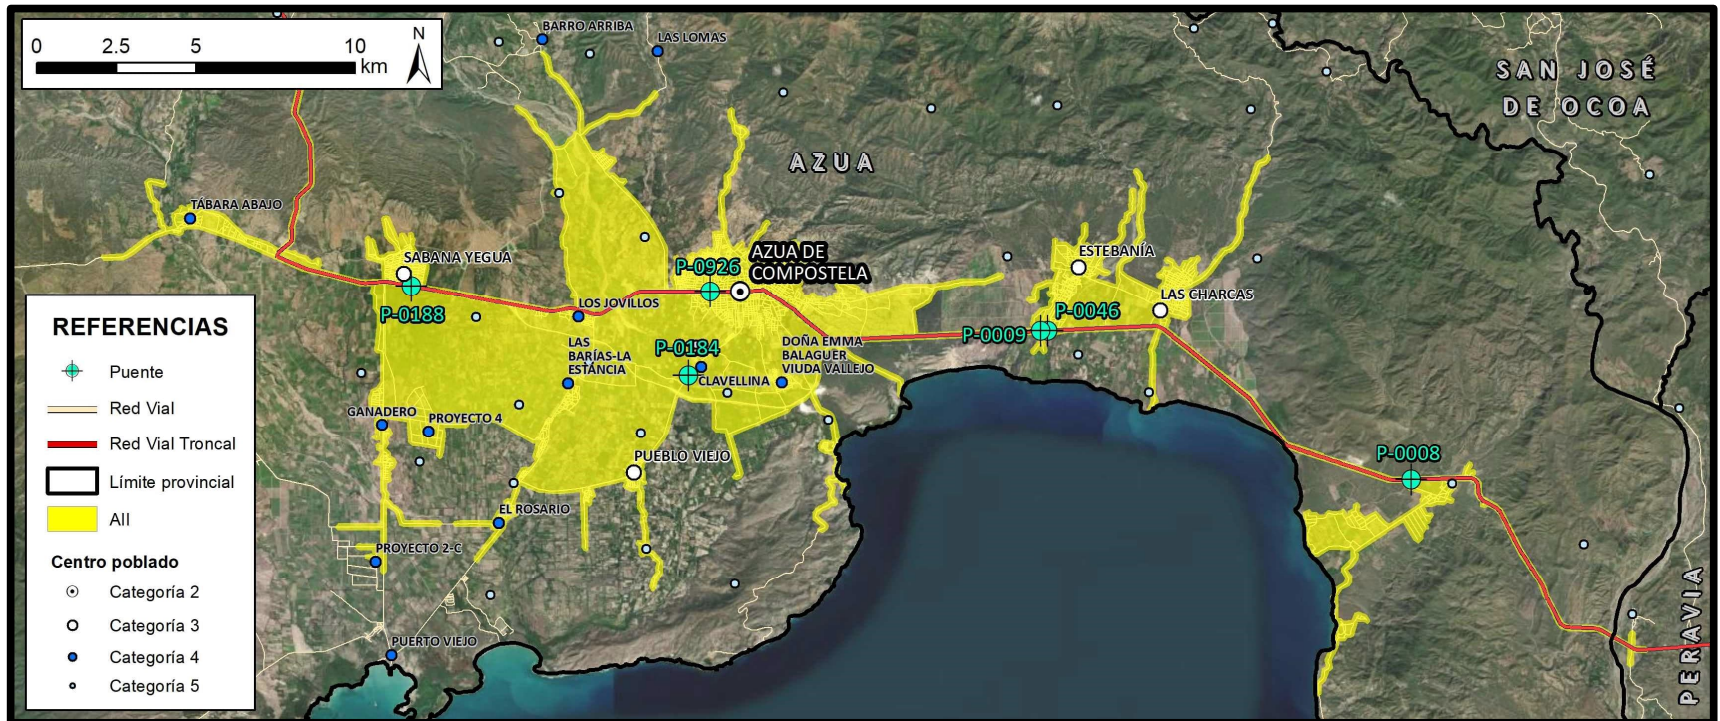 0 2.5 5 10
km
N
BARRO ARRIBA
LAS LOMAS
SAN JOSÉ
DE OCOA
AZUA
TÁBARA ABAJO
SABANA YEGUA
P-0188
P-0926
AZUA DE
COMPOSTELA
ESTEBANÍA
LAS CHARCAS
LOS JOVILLOS
P-0009
P-0046
LAS
BARÍAS-LA
ESTANCIA
P-0184
CLAVELLINA
DOÑA EMMA
BALAGUER
VIUDA VALLEJO
GANADERO
PROYECTO 4
PUEBLO VIEJO
P-0008
EL ROSARIO
PROYECTO 2-C
PUERTO VIEJO
PERAVIA
REFERENCIAS
Puente
Red Vial
Red Vial Troncal
Límite provincial
AII
Centro poblado
Categoría 2
Categoría 3
Categoría 4
Categoría 5